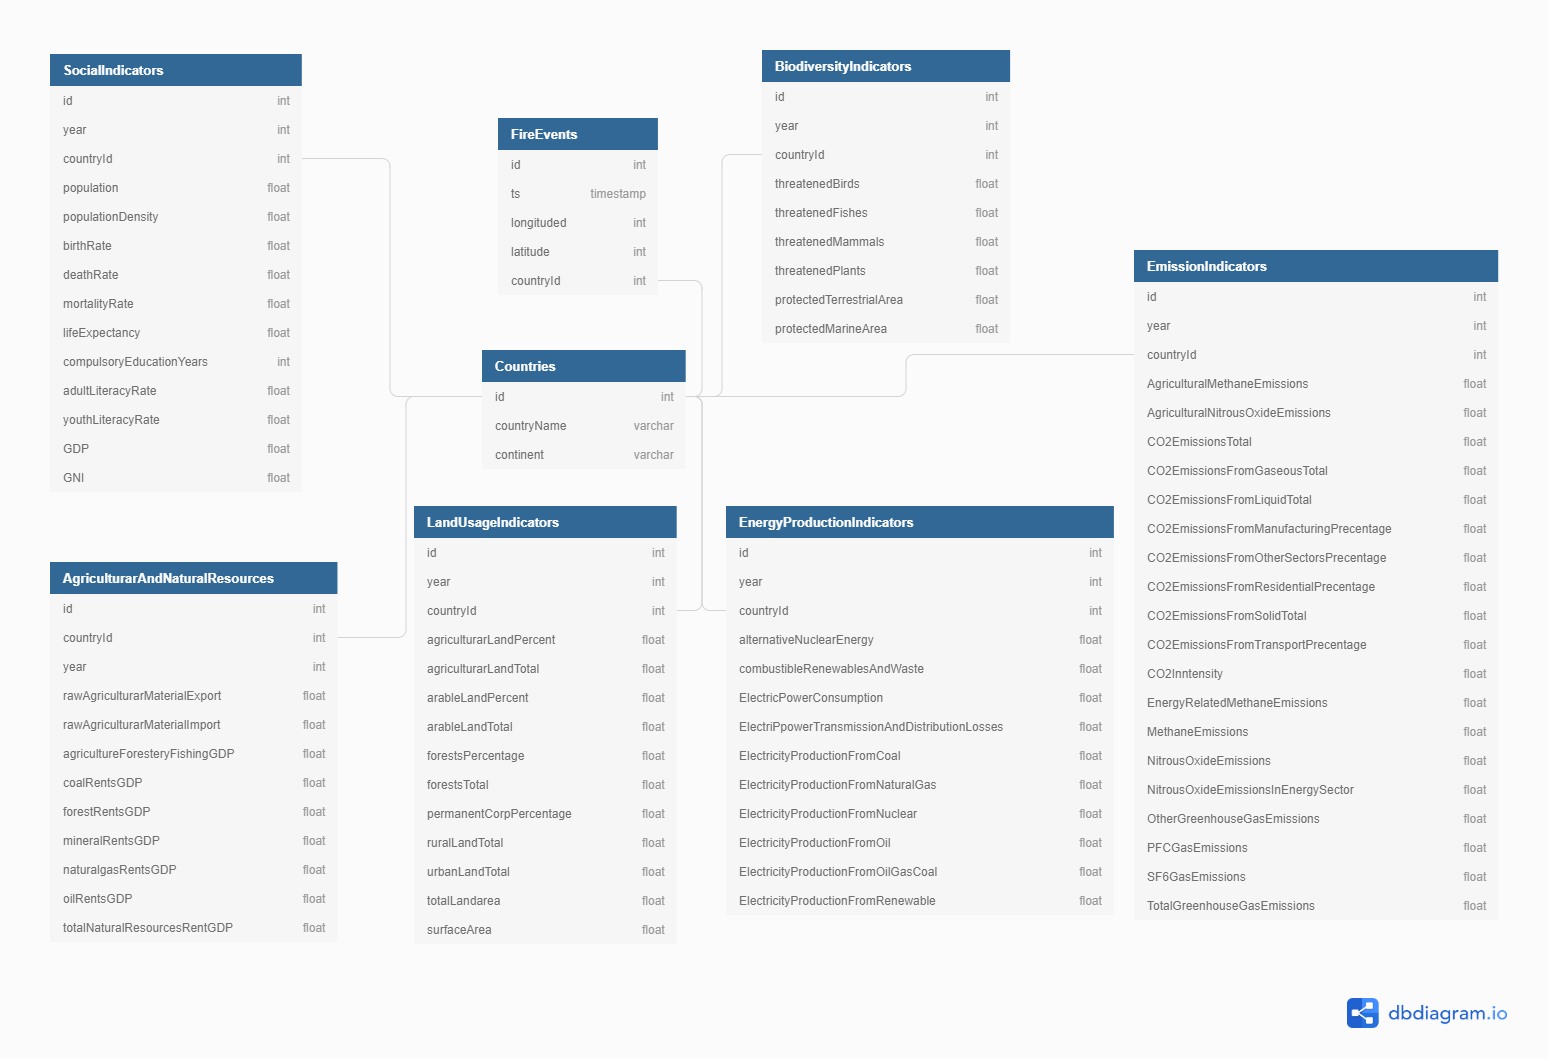 SocialIndicators
id int
year int
countryId int
population float
populationDensity float
birthRate float
deathRate float
mortalityRate float
lifeExpectancy float
compulsoryEducationYears int
adultLiteracyRate float
youthLiteracyRate float
GDP float
GNI float
FireEvents
id int
ts timestamp
longituded int
latitude int
countryId int
BiodiversityIndicators
id int
year int
countryId int
threatenedBirds float
threatenedFishes float
threatenedMammals float
threatenedPlants float
protectedTerrestrialArea float
protectedMarineArea float
Countries
id int
countryName varchar
continent varchar
EmissionIndicators
id int
year int
countryId int
AgriculturalMethaneEmissions float
AgriculturalNitrousOxideEmissions float
CO2EmissionsTotal float
CO2EmissionsFromGaseousTotal float
CO2EmissionsFromLiquidTotal float
CO2EmissionsFromManufacturingPrecentage float
CO2EmissionsFromOtherSectorsPrecentage float
CO2EmissionsFromResidentialPrecentage float
CO2EmissionsFromSolidTotal float
CO2EmissionsFromTransportPrecentage float
CO2Inntensity float
EnergyRelatedMethaneEmissions float
MethaneEmissions float
NitrousOxideEmissions float
NitrousOxideEmissionsInEnergySector float
OtherGreenhouseGasEmissions float
PFCGasEmissions float
SF6GasEmissions float
TotalGreenhouseGasEmissions float
AgriculturarAndNaturalResources
id int
countryId int
year int
rawAgriculturarMaterialExport float
rawAgriculturarMaterialImport float
agricultureForesteryFishingGDP float
coalRentsGDP float
forestRentsGDP float
mineralRentsGDP float
naturalgasRentsGDP float
oilRentsGDP float
totalNaturalResourcesRentGDP float
LandUsageIndicators
id int
year int
countryId int
agriculturarLandPercent float
agriculturarLandTotal float
arableLandPercent float
arableLandTotal float
forestsPercentage float
forestsTotal float
permanentCorpPercentage float
ruralLandTotal float
urbanLandTotal float
totalLandarea float
surfaceArea float
EnergyProductionIndicators
id int
year int
countryId int
alternativeNuclearEnergy float
combustibleRenewablesAndWaste float
ElectricPowerConsumption float
ElectriPpowerTransmissionAndDistributionLosses float
ElectricityProductionFromCoal float
ElectricityProductionFromNaturalGas float
ElectricityProductionFromNuclear float
ElectricityProductionFromOil float
ElectricityProductionFromOilGasCoal float
ElectricityProductionFromRenewable float
dbdiagram.io